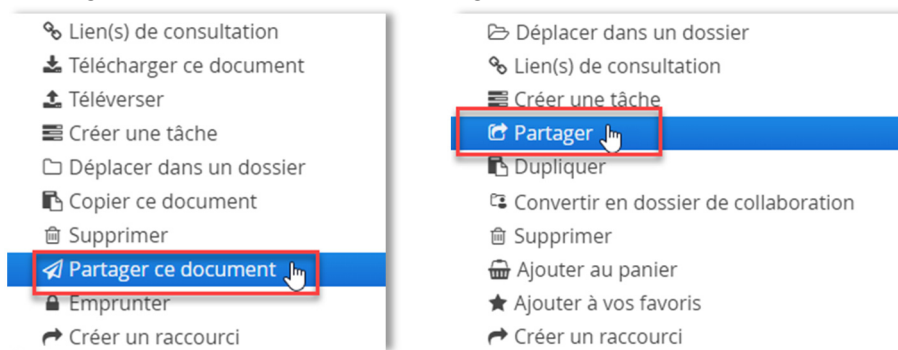 Lien(s) de consultation
Télécharger ce document
Téléverser
Créer une tâche
Déplacer dans un dossier
Copier ce document
Supprimer
Partager ce document
Emprunter
Créer un raccourci
Déplacer dans un dossier
Lien(s) de consultation
Créer une tâche
Partager
Dupliquer
Convertir en dossier de collaboration
Supprimer
Ajouter au panier
Ajouter à vos favoris
Créer un raccourci